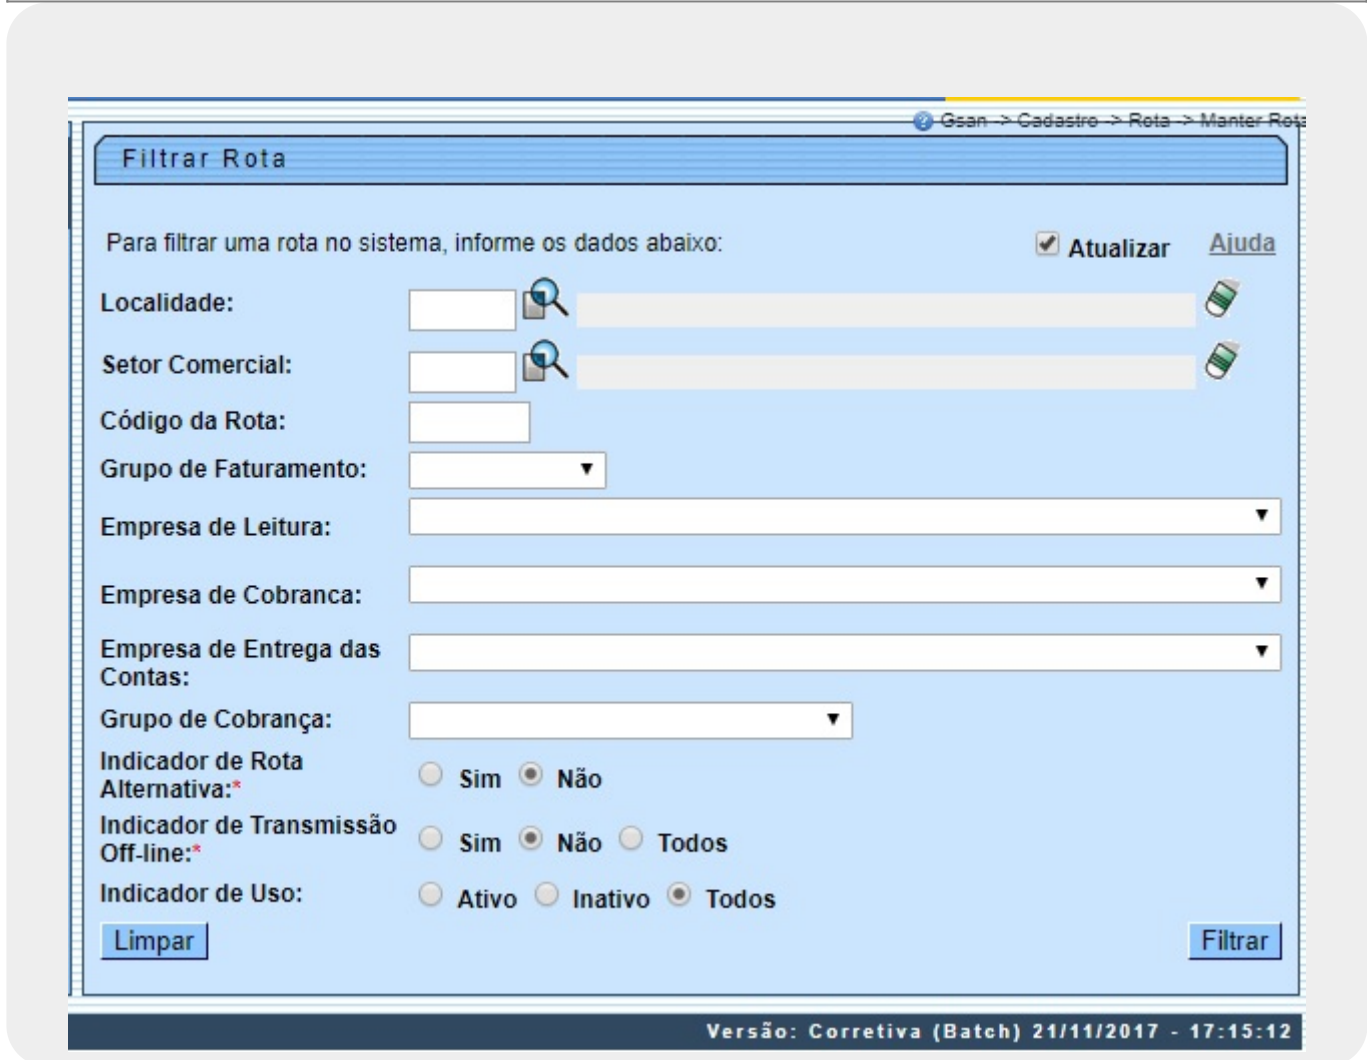 Gsan -> Cadastro -> Rota -> Manter Rota
Filtrar Rota
Para filtrar uma rota no sistema, informe os dados abaixo: Atualizar Ajuda
Localidade:
Setor Comercial:
Código da Rota:
Grupo de Faturamento:
Empresa de Leitura:
Empresa de Cobranca:
Empresa de Entrega das
Contas:
Grupo de Cobrança:
Indicador de Rota
Alternativa:* Sim Não
Indicador de Transmissão
Off-line:* Sim Não Todos
Indicador de Uso: Ativo Inativo Todos
Limpar Filtrar
Versão: Corretiva (Batch) 21/11/2017 - 17:15:12